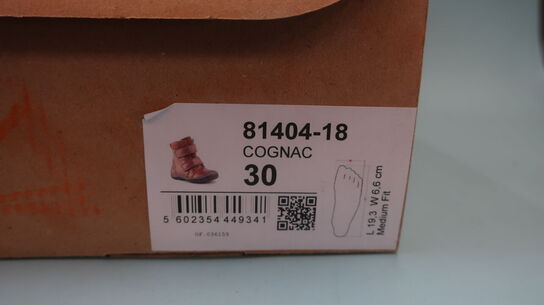 81404-18
COGNAC
30
5 602354 449341
L 19,3 W 6,6 cm
Medium Fit